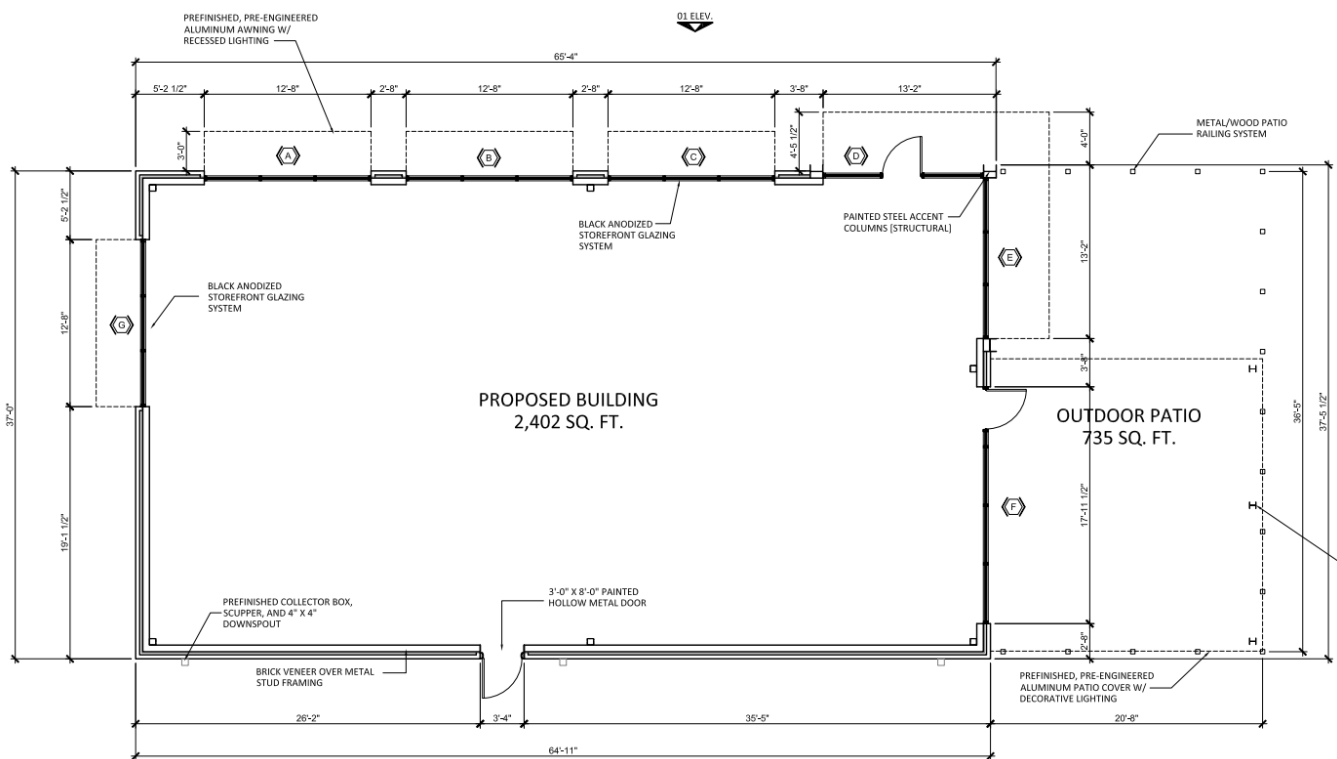 01 ELEV.
PREFINISHED, PRE-ENGINEERED
ALUMINUM AWNING W/
RECESSED LIGHTING
65'-4"
5'-2 1/2"
12'-8"
2'-8"
12'-8"
2'-8"
12'-8"
3'-8"
13'-2"
3'-0"
4'-5 1/2"
4'-0"
METAL/WOOD PATIO
RAILING SYSTEM
A
B
C
D
5'-2 1/2"
BLACK ANODIZED
STOREFRONT GLAZING
SYSTEM
PAINTED STEEL ACCENT
COLUMNS [STRUCTURAL]
13'-2"
E
BLACK ANODIZED
STOREFRONT GLAZING
SYSTEM
G
12'-8"
37'-0"
3'-8"
PROPOSED BUILDING
2,402 SQ. FT.
OUTDOOR PATIO
735 SQ. FT.
36'-5"
37'-5 1/2"
F
17'-11 1/2"
19'-1 1/2"
PREFINISHED COLLECTOR BOX,
SCUPPER, AND 4" X 4"
DOWNSPOUT
3'-0" X 8'-0" PAINTED
HOLLOW METAL DOOR
2'-8"
BRICK VENEER OVER METAL
STUD FRAMING
PREFINISHED, PRE-ENGINEERED
ALUMINUM PATIO COVER W/
DECORATIVE LIGHTING
26'-2"
3'-4"
35'-5"
20'-8"
64'-11"